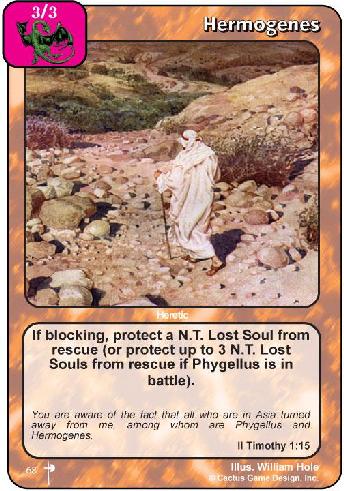 3/3
Hermogenes
Heretic
If blocking, protect a N.T. Lost Soul from
rescue (or protect up to 3 N.T. Lost
Souls from rescue if Phygellus is in
battle).
You are aware of the fact that all who are in Asia turned
away from me, among whom are Phygellus and
Hermogenes.
II Timothy 1:15
68
Illus. William Hole
© Cactus Game Design, Inc.